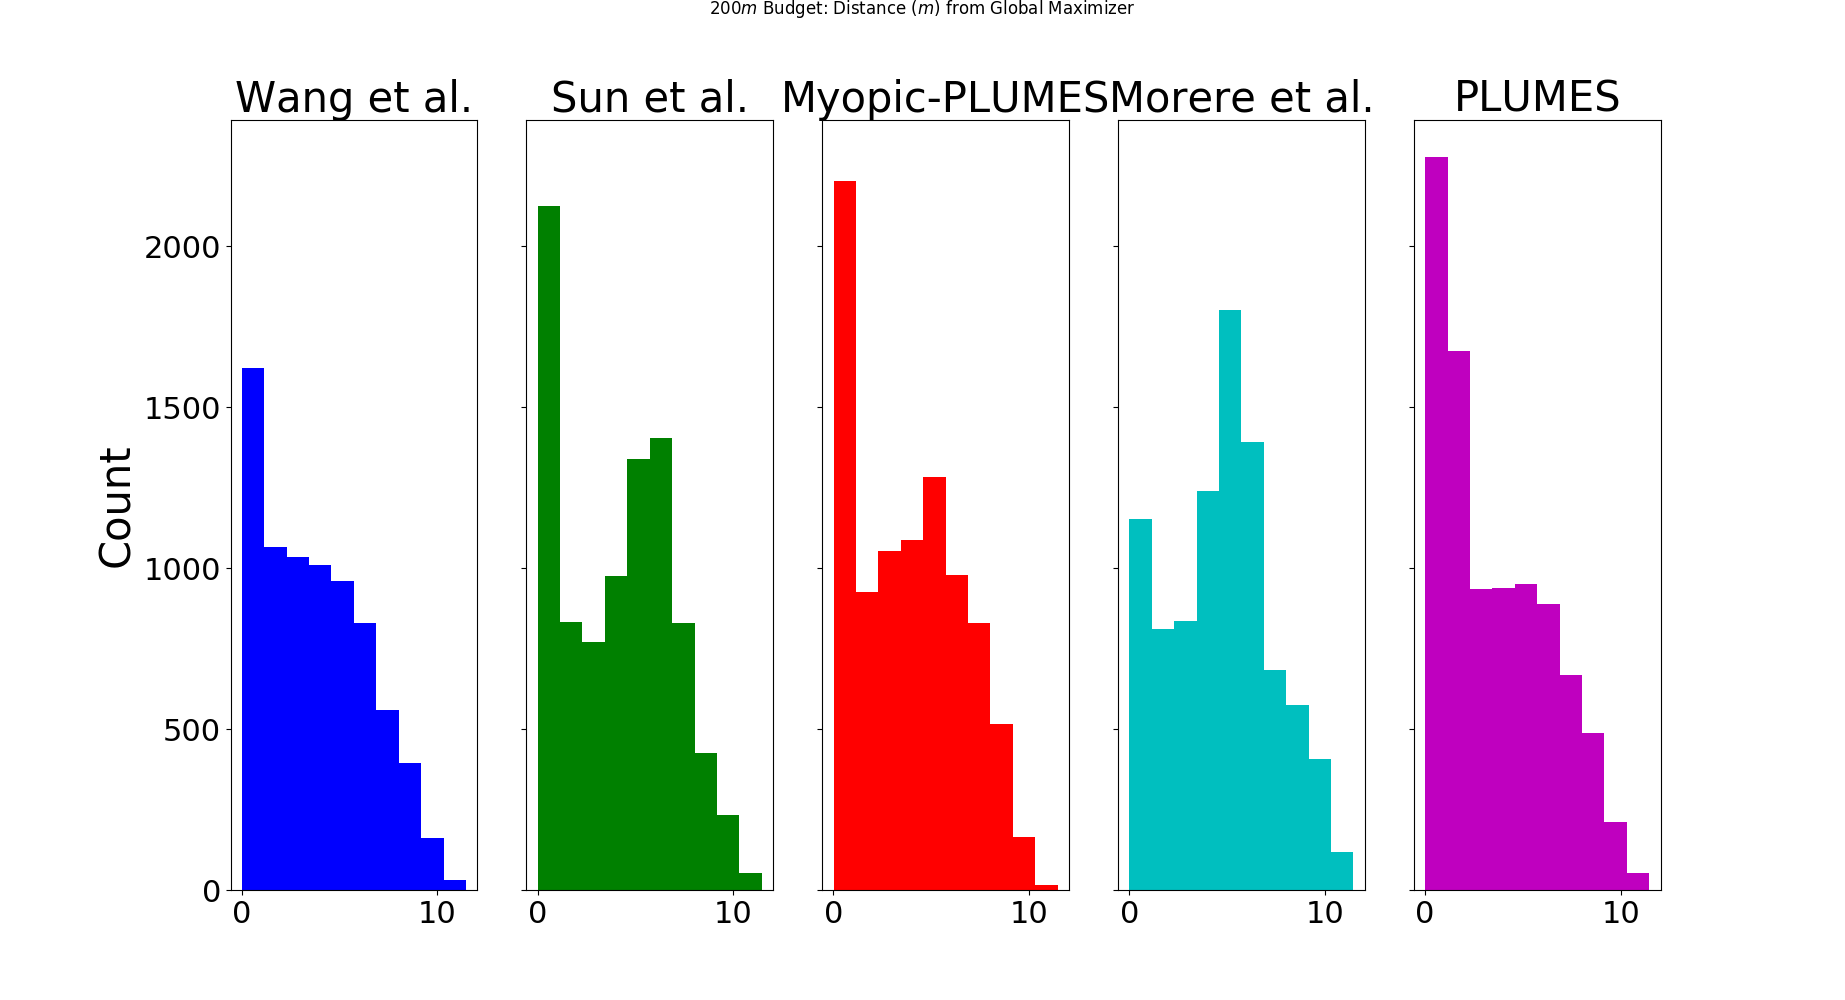 200m Budget: Distance (m) from Global Maximizer
Wang et al. Sun et al. Myopic-PLUMES Morere et al. PLUMES
2000
1500
1000
500
0
Count
0 10 0 10 0 10 0 10 0 10